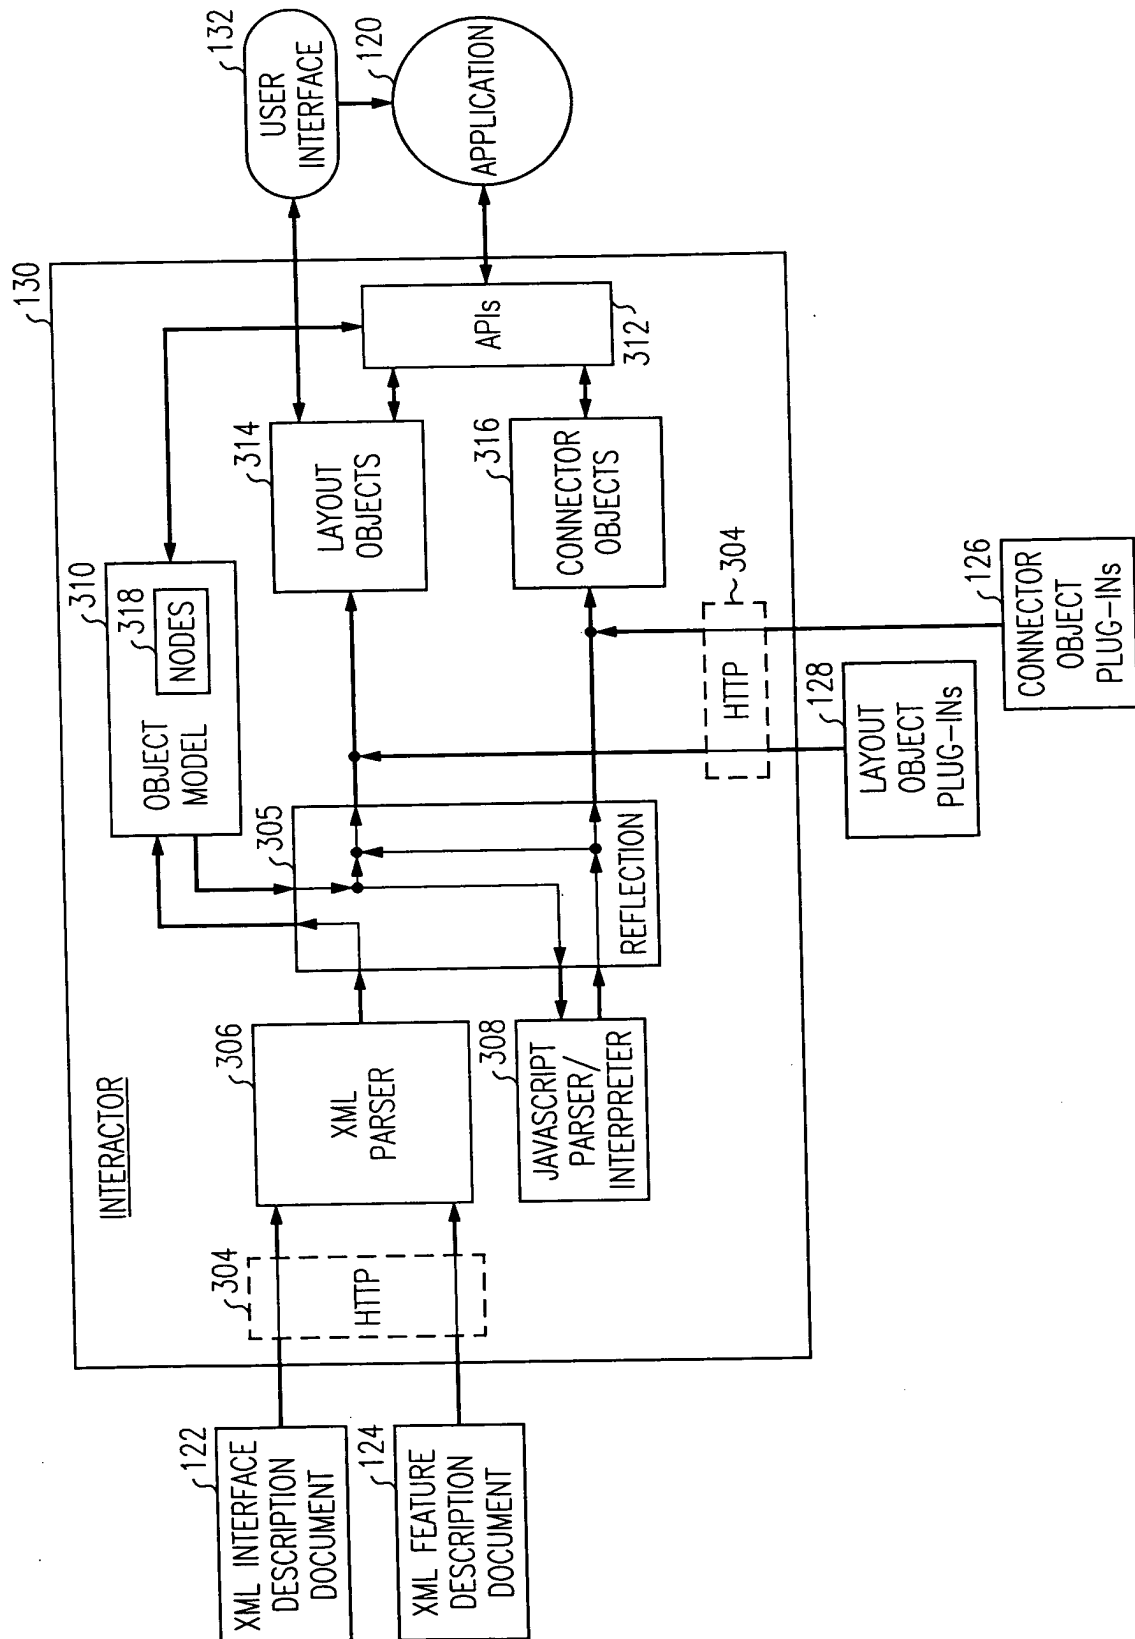 122
XML INTERFACE
DESCRIPTION
DOCUMENT
124
XML FEATURE
DESCRIPTION
DOCUMENT
130
INTERACTOR
304
HTTP
306
XML
PARSER
308
JAVASCRIPT
PARSER/
INTERPRETER
305
REFLECTION
310
OBJECT
MODEL
318
NODES
314
LAYOUT
OBJECTS
316
CONNECTOR
OBJECTS
APIs
312
304
HTTP
128
LAYOUT
OBJECT
PLUG-INs
126
CONNECTOR
OBJECT
PLUG-INs
132
USER
INTERFACE
120
APPLICATION